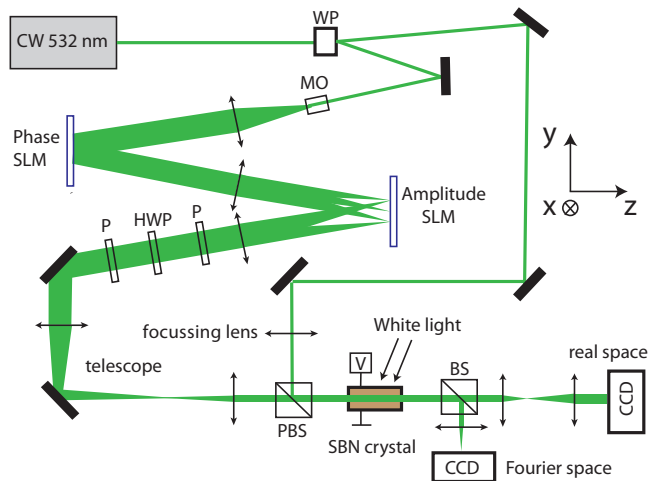 CW 532 nm
WP
MO
Phase
SLM
y
x
z
Amplitude
SLM
P
HWP
P
focussing lens
White light
V
telescope
BS
real space
CCD
PBS
SBN crystal
CCD
Fourier space